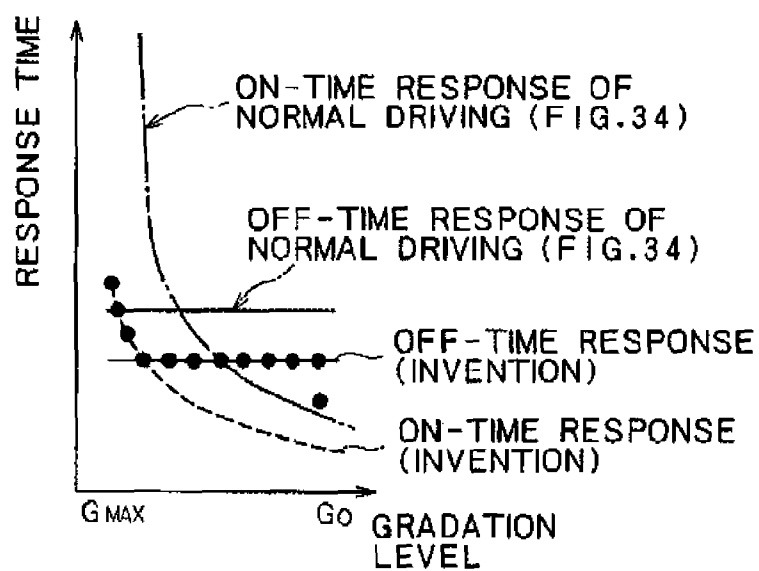 RESPONSE TIME
ON-TIME RESPONSE OF
NORMAL DRIVING (FIG.34)
OFF-TIME RESPONSE OF
NORMAL DRIVING (FIG.34)
OFF-TIME RESPONSE
(INVENTION)
ON-TIME RESPONSE
(INVENTION)
GMAX
G0
GRADATION
LEVEL